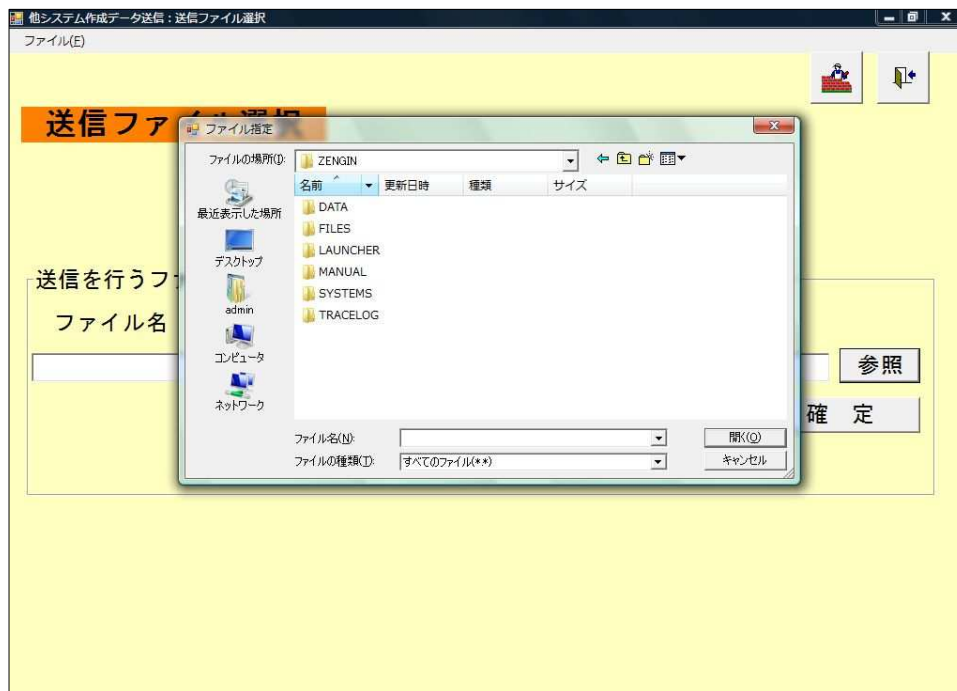 他システム作成データ送信：送信ファイル選択
ファイル(E)
送信ファイル選択
ファイル指定
ファイルの場所(I):
ZENGIN
名前
更新日時
種類
サイズ
最近表示した場所
デスクトップ
admin
コンピュータ
ネットワーク
DATA
FILES
LAUNCHER
MANUAL
SYSTEMS
TRACELOG
送信を行うフ
ファイル名
参照
確 定
ファイル名(N):
開く(O)
ファイルの種類(T):
すべてのファイル(*.*)
キャンセル